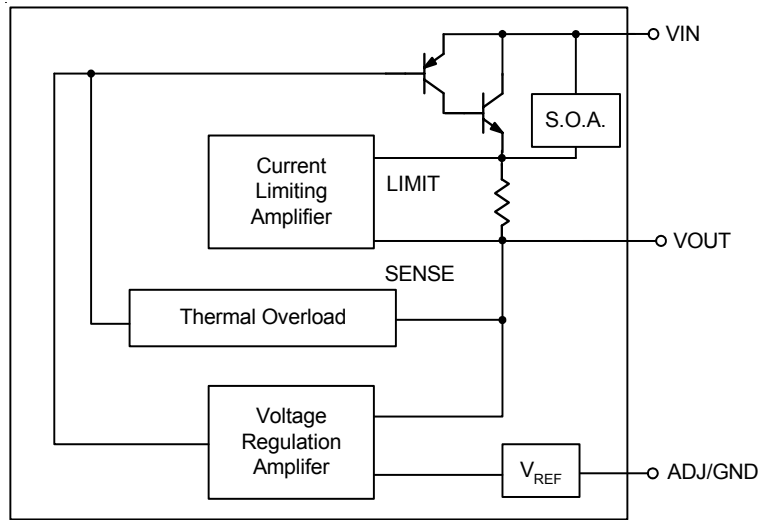 VIN
S.O.A.
Current
Limiting
Amplifier
LIMIT
VOUT
SENSE
Thermal Overload
Voltage
Regulation
Amplifer
VREF
ADJ/GND